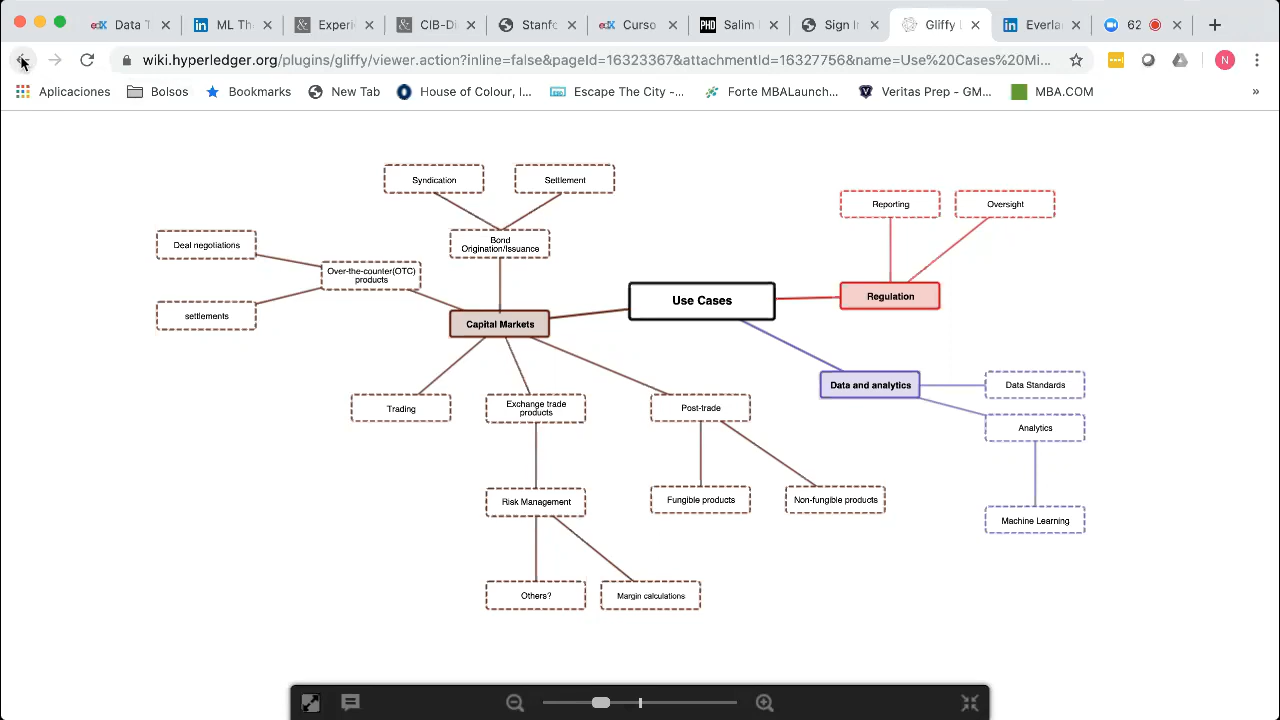 Data T
ML The
Experie
CIB-Dig
Stanfo
Curso
PHD
Salim
Sign In
Gliffy D
Everla
62
wiki.hyperledger.org/plugins/gliffy/viewer.action?inline=false&pageId=16323367&attachmentId=16327756&name=Use%20Cases%20Mi...
N
Aplicaciones
Bolsos
Bookmarks
New Tab
House of Colour, I...
Escape The City -...
Forte MBALaunch...
Veritas Prep - GM...
MBA.COM
»
Syndication
Settlement
Reporting
Oversight
Deal negotiations
Bond
Origination/Issuance
Over-the-counter(OTC)
products
settlements
Use Cases
Regulation
Capital Markets
Data and analytics
Data Standards
Trading
Exchange trade
products
Post-trade
Analytics
Risk Management
Fungible products
Non-fungible products
Machine Learning
Others?
Margin calculations